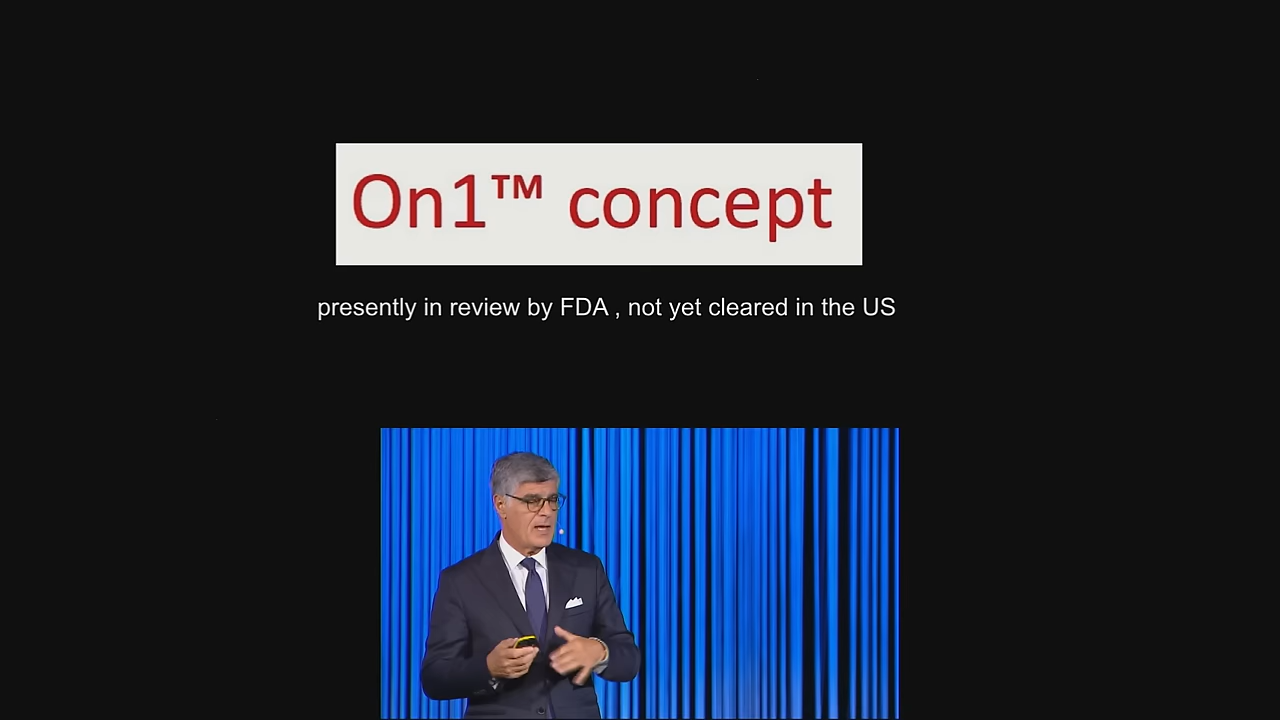 On1™ concept
presently in review by FDA , not yet cleared in the US